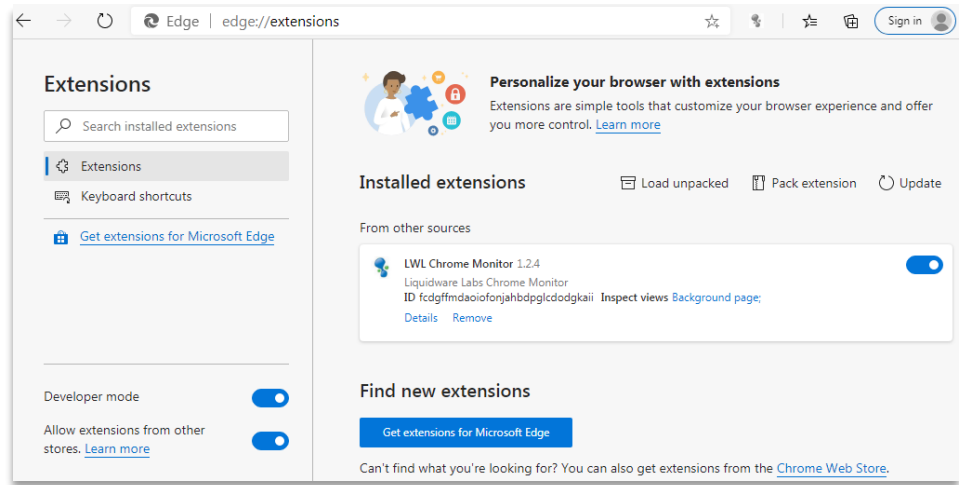 Edge | edge://extensions
Sign in
Extensions
Search installed extensions
Extensions
Keyboard shortcuts
Get extensions for Microsoft Edge
Developer mode
Allow extensions from other
stores. Learn more
Personalize your browser with extensions
Extensions are simple tools that customize your browser experience and offer
you more control. Learn more
Installed extensions
Load unpacked
Pack extension
Update
From other sources
LWL Chrome Monitor 1.2.4
Liquidware Labs Chrome Monitor
ID fcdgffmdaoiofonjahbdpglcdodgkaii Inspect views Background page;
Details Remove
Find new extensions
Get extensions for Microsoft Edge
Can't find what you're looking for? You can also get extensions from the Chrome Web Store.